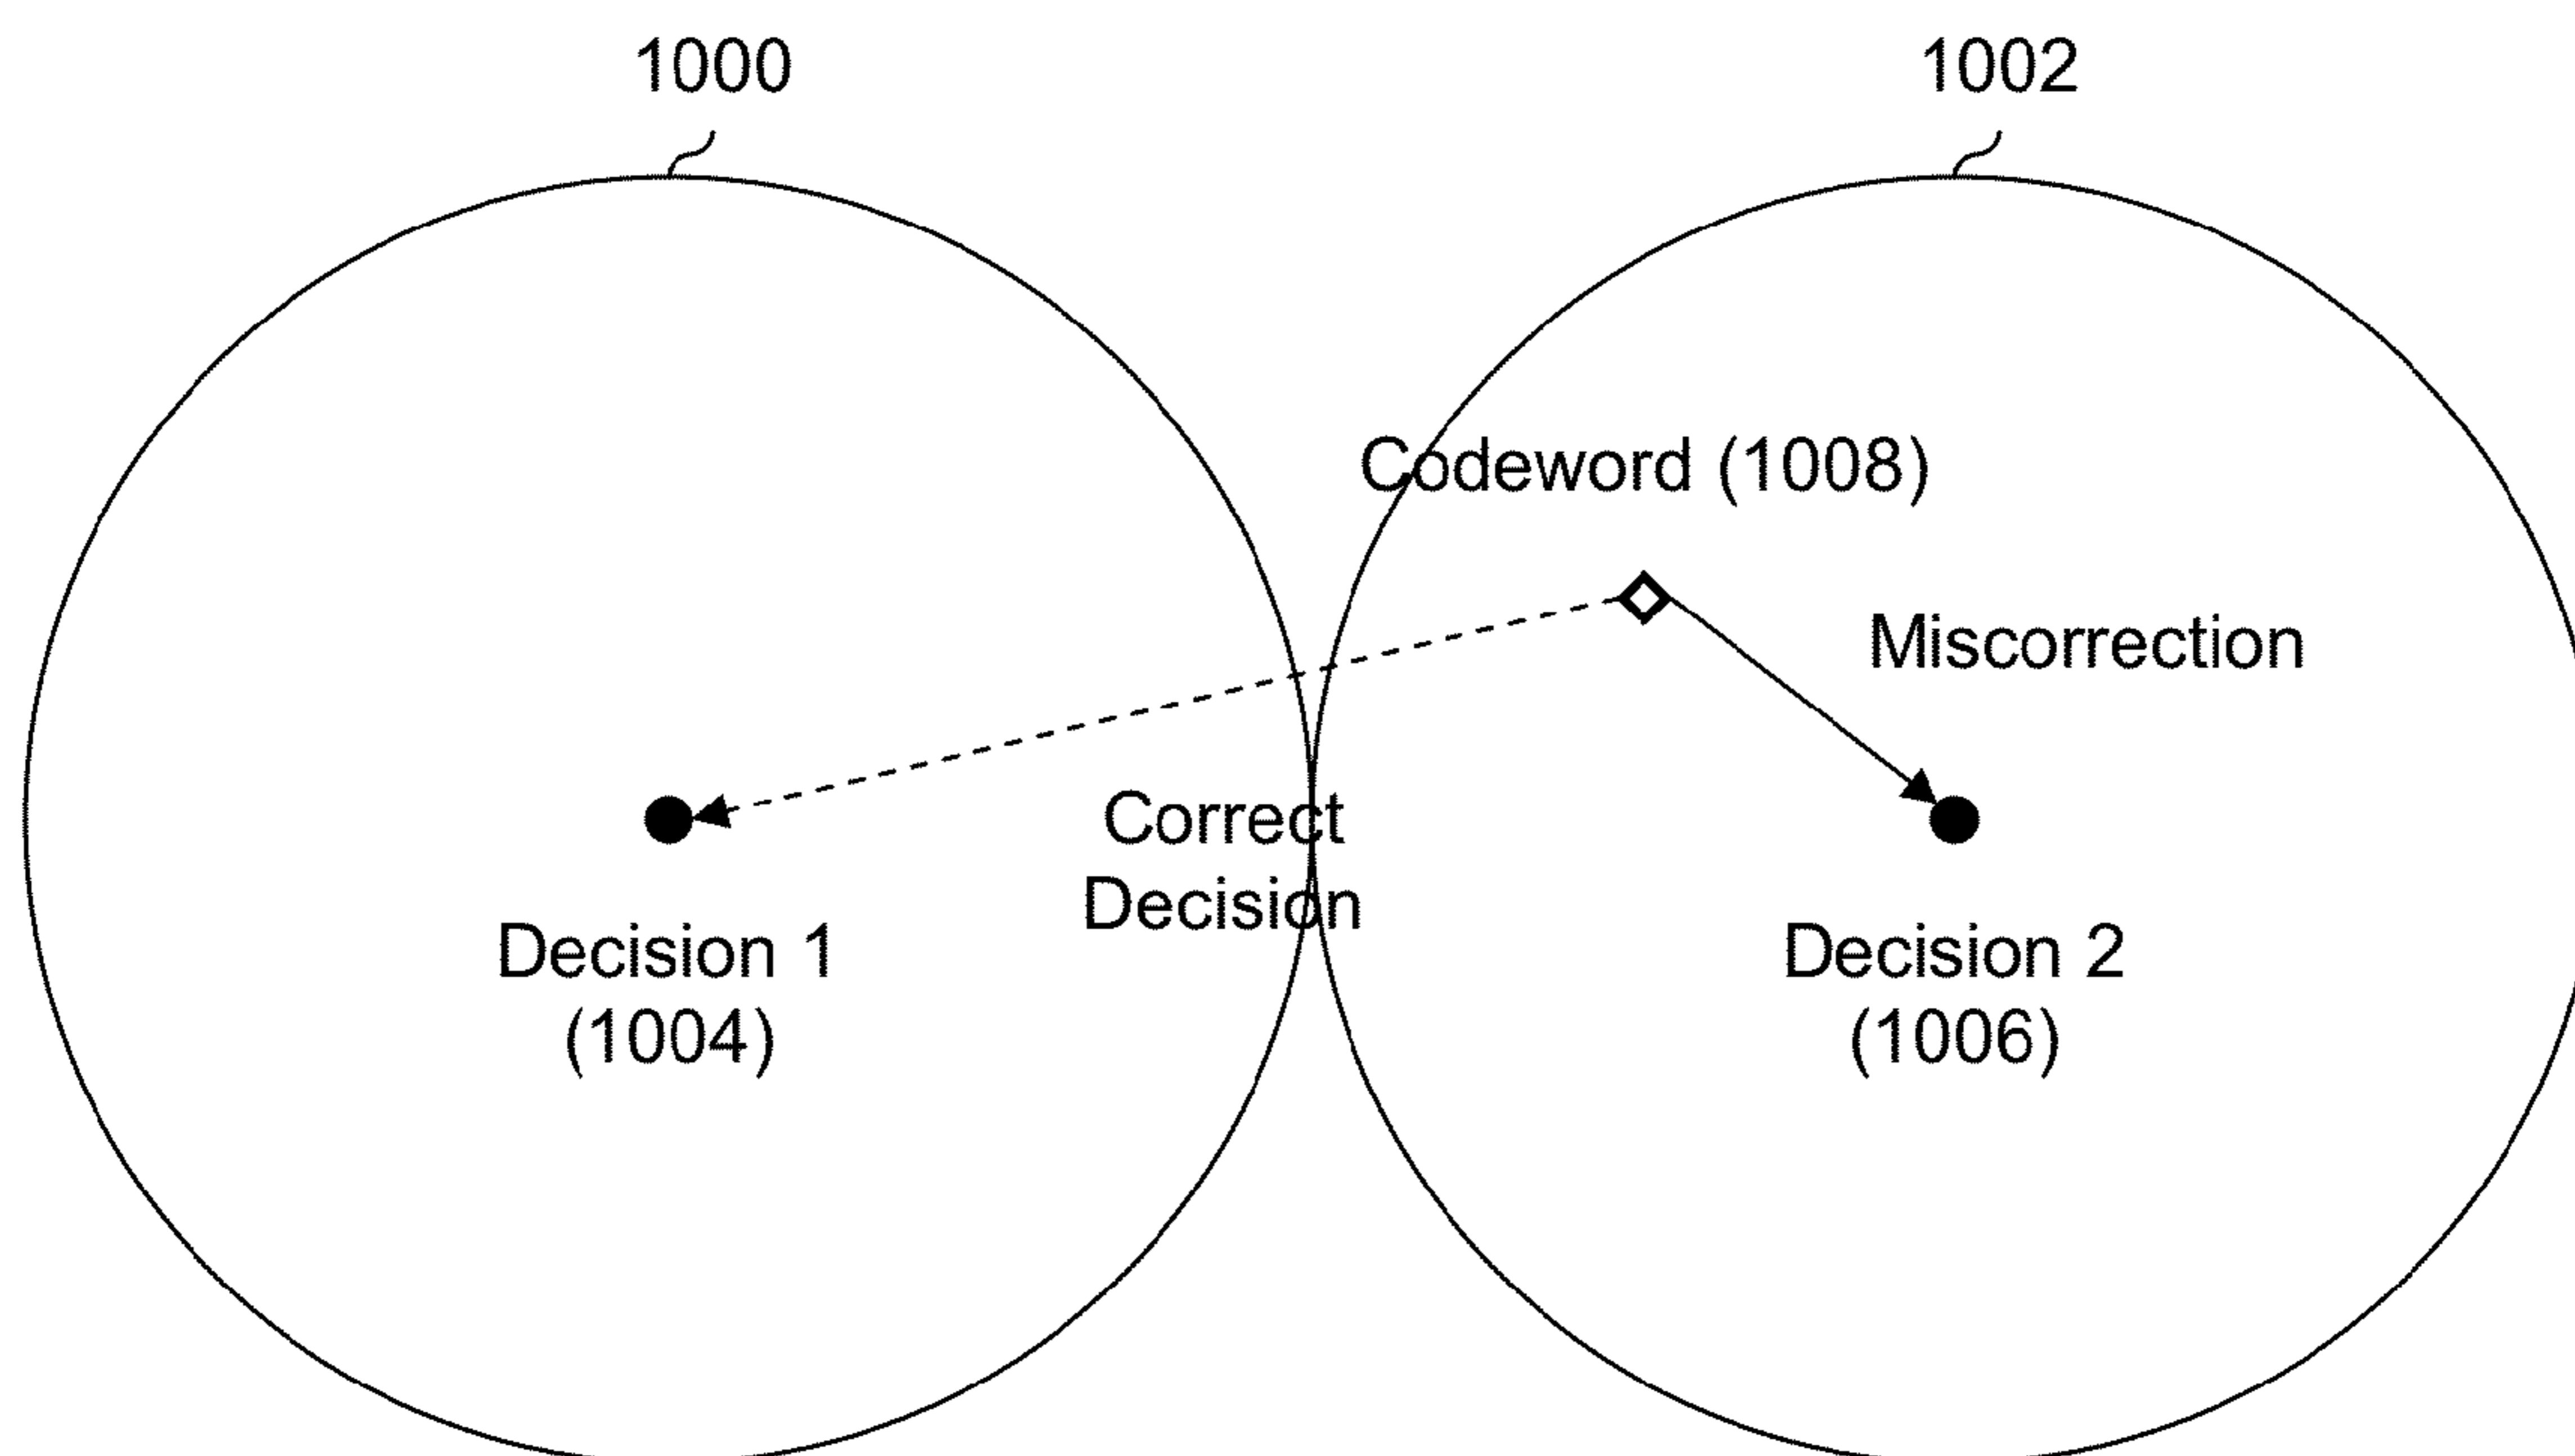 1000
1002
Codeword (1008)
Miscorrection
Correct
Decision
Decision 1
(1004)
Decision 2
(1006)